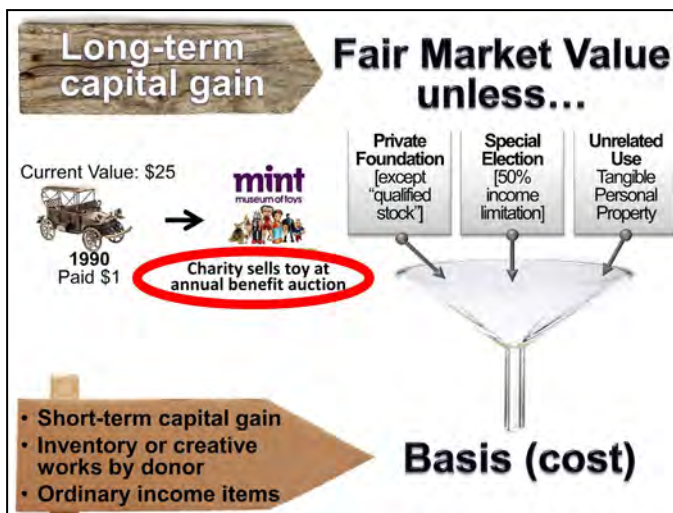 Long-term
capital gain
Fair Market Value
unless...
Private
Foundation
[except
“qualified
stock”]
Special
Election
[50%
income
limitation]
Unrelated
Use
Tangible
Personal
Property
Current Value: $25
1990
Paid $1
mint
museum of toys
Charity sells toy at
annual benefit auction
• Short-term capital gain
• Inventory or creative
works by donor
• Ordinary income items
Basis (cost)